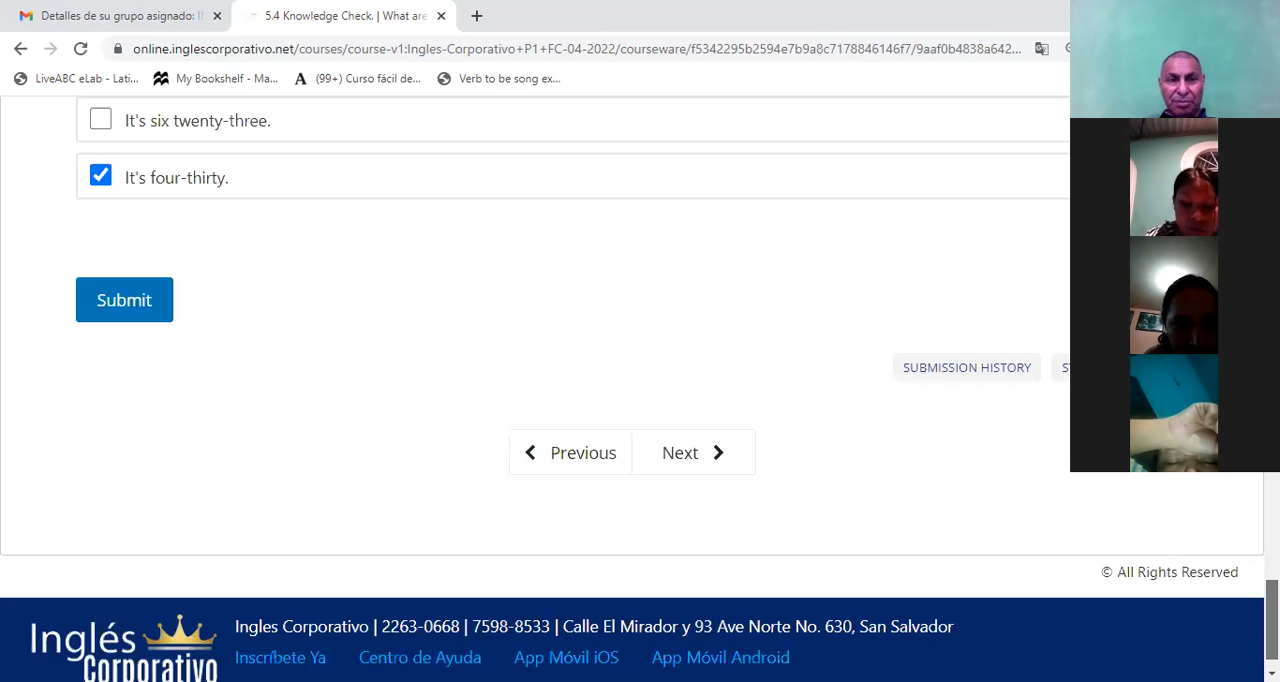 Detalles de su grupo asignado: I
5.4 Knowledge Check. | What are
online.inglescorporativo.net/courses/course-v1:Ingles-Corporativo+P1+FC-04-2022/courseware/f5342295b2594e7b9a8c7178846146f7/9aaf0b4838a642...
LiveABC eLab - Lati... My Bookshelf - Ma... (99+) Curso fácil de... Verb to be song ex...
It's six twenty-three.
It's four-thirty.
Submit
SUBMISSION HISTORY
Previous Next
© All Rights Reserved
Inglés Corporativo
Ingles Corporativo | 2263-0668 | 7598-8533 | Calle El Mirador y 93 Ave Norte No. 630, San Salvador
Inscríbete Ya Centro de Ayuda App Móvil iOS App Móvil Android